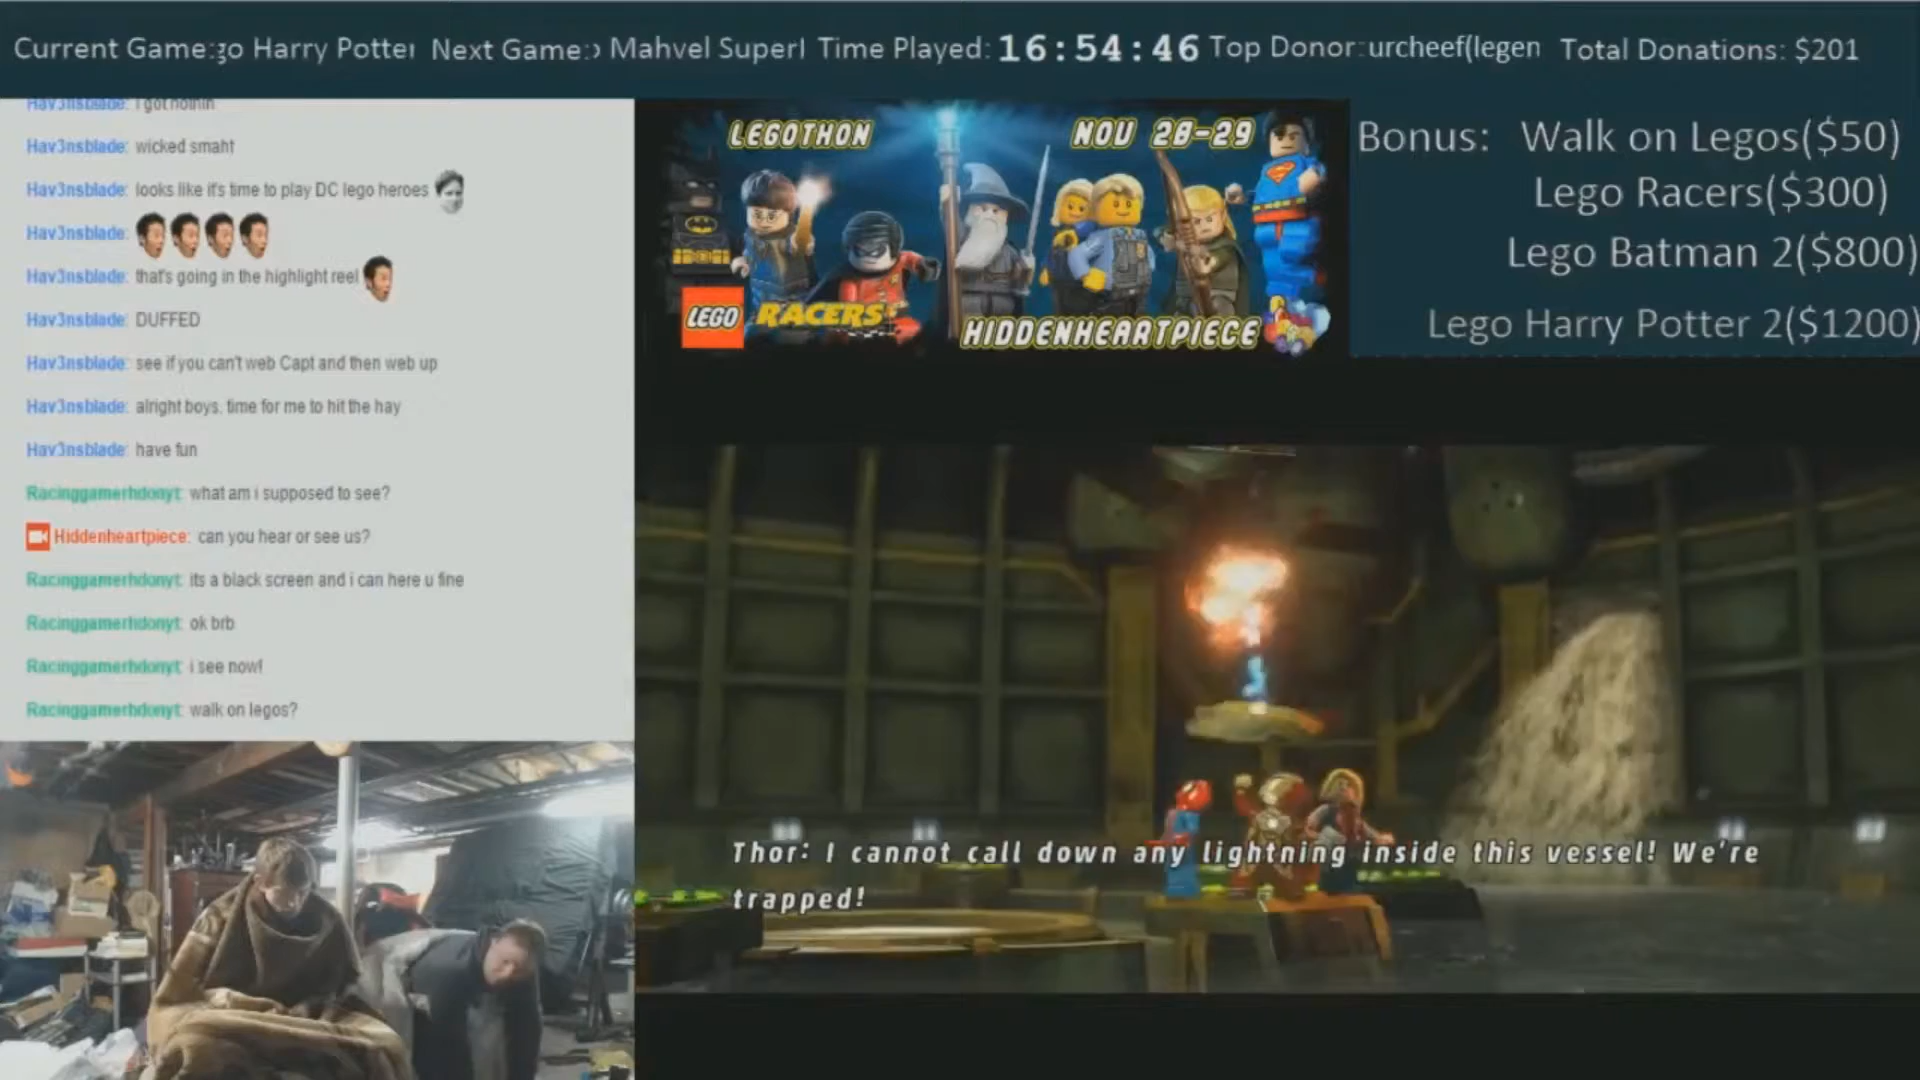 Current Game: go Harry Potter Next Game: Mahvel Super Time Played: 16:54:46 Top Donor: urcheef(legen Total Donations: $201
Hav3nsblade: i got nothin
Hav3nsblade: wicked smaht
Hav3nsblade: looks like it's time to play DC lego heroes
Hav3nsblade:
Hav3nsblade: that's going in the highlight reel
Hav3nsblade: DUFFED
Hav3nsblade: see if you can't web Capt and then web up
Hav3nsblade: alright boys, time for me to hit the hay
Hav3nsblade: have fun
Racinggamerhdonyt: what am i supposed to see?
Hiddenheartpiece: can you hear or see us?
Racinggamerhdonyt: its a black screen and i can here u fine
Racinggamerhdonyt: ok brb
Racinggamerhdonyt: i see now!
Racinggamerhdonyt: walk on legos?
LEGOTHON NOV 28-29
LEGO RACERS
HIDDENHEARTPIECE
Bonus: Walk on Legos($50)
Lego Racers($300)
Lego Batman 2($800)
Lego Harry Potter 2($1200)
Thor: I cannot call down any lightning inside this vessel! We're
trapped!